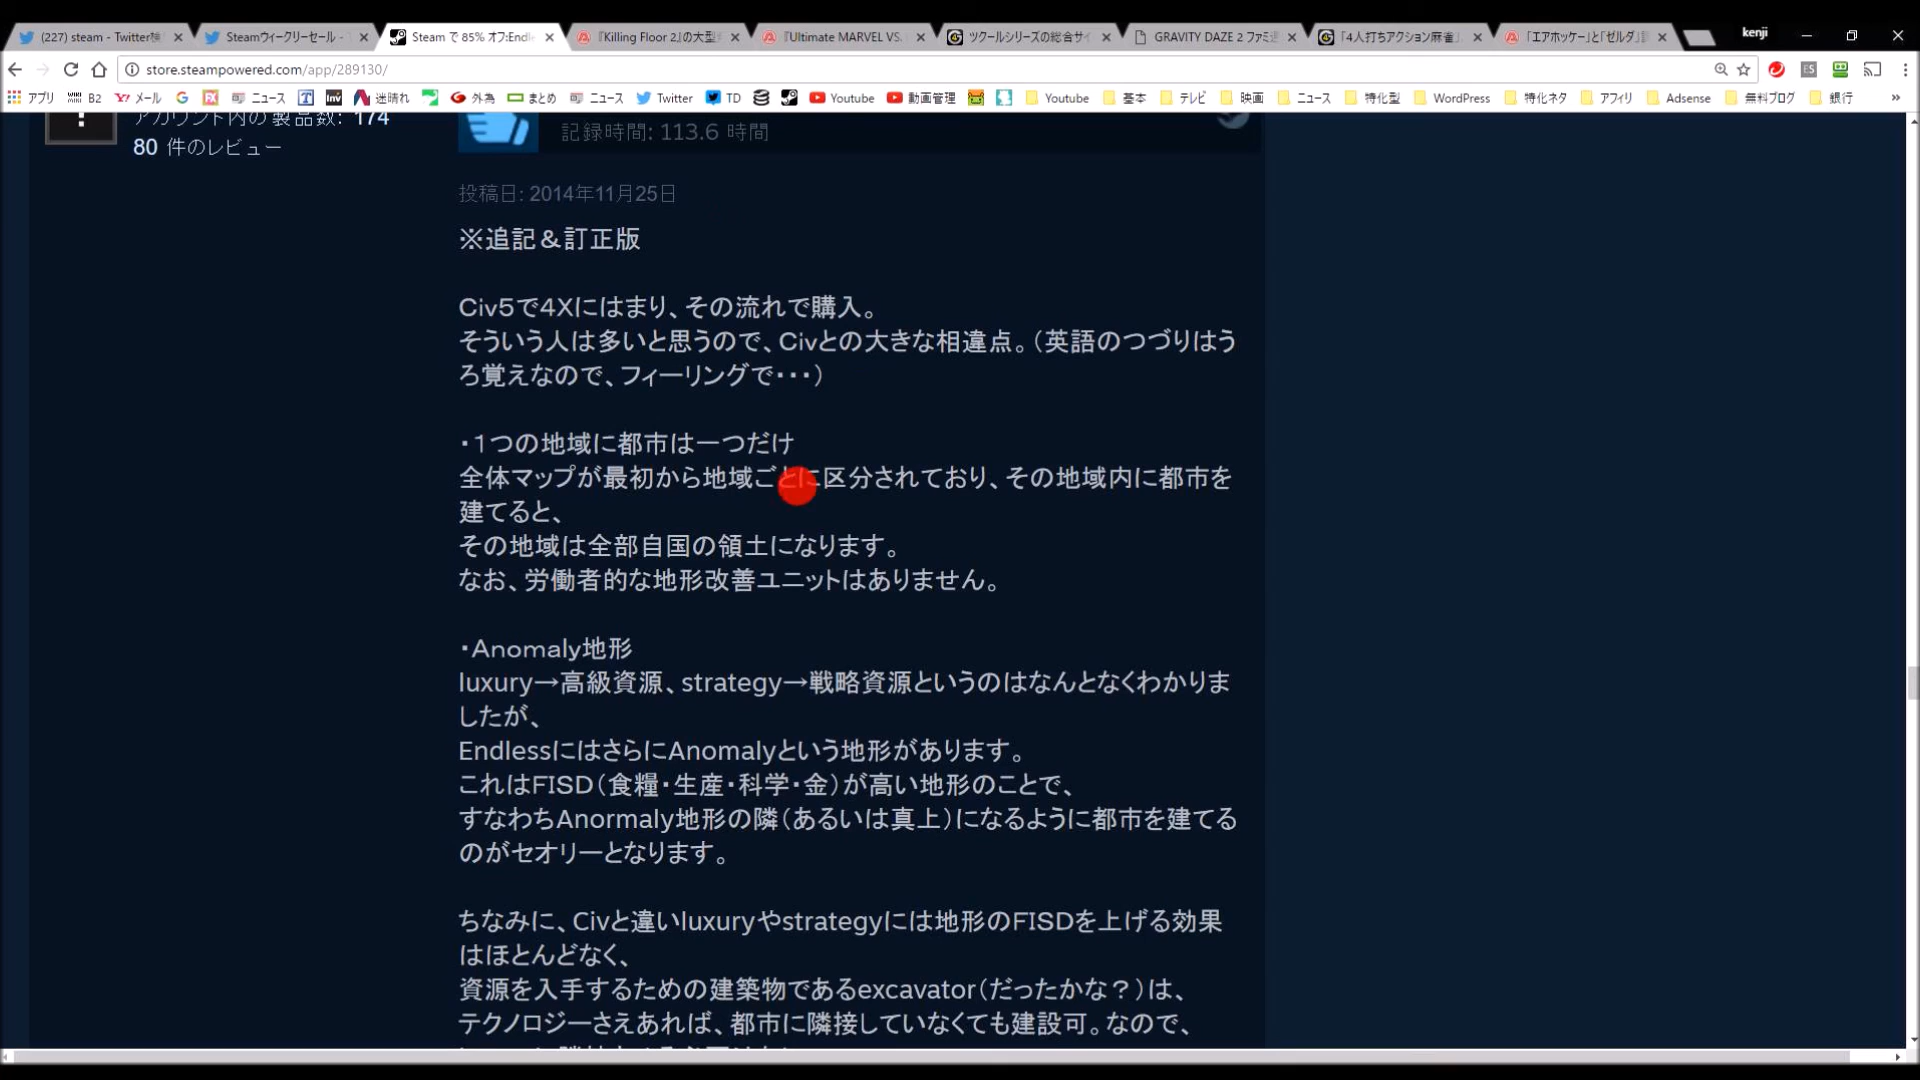 (227) steam - Twitter検
Steamウィークリーセール -
Steam で 85% オフ:Endl
『Killing Floor 2』の大型
『Ultimate MARVEL VS.
ツクールシリーズの総合サイ
GRAVITY DAZE 2 ファミ通
「4人打ちアクション麻雀」
「エアホッケー」と「ゼルダ」
kenji
store.steampowered.com/app/289130/
アプリ
B2
メール
ニュース
Inv
迷晴れ
外為
まとめ
ニュース
Twitter
TD
Youtube
動画管理
Youtube
基本
テレビ
映画
ニュース
特化型
WordPress
特化ネタ
アフィリ
Adsense
無料ブログ
銀行
»
アカウント内の製品数: 174
80 件のレビュー
記録時間: 113.6 時間
投稿日: 2014年11月25日
※追記＆訂正版
Civ5で4Xにはまり、その流れで購入。
そういう人は多いと思うので、Civとの大きな相違点。（英語のつづりはう
ろ覚えなので、フィーリングで・・・）
・１つの地域に都市は一つだけ
全体マップが最初から地域ごとに区分されており、その地域内に都市を
建てると、
その地域は全部自国の領土になります。
なお、労働者的な地形改善ユニットはありません。
・Anomaly地形
luxury→高級資源、strategy→戦略資源というのはなんとなくわかりま
したが、
EndlessにはさらにAnomalyという地形があります。
これはFISD（食糧・生産・科学・金）が高い地形のことで、
すなわちAnormaly地形の隣（あるいは真上）になるように都市を建てる
のがセオリーとなります。
ちなみに、Civと違いluxuryやstrategyには地形のFISDを上げる効果
はほとんどなく、
資源を入手するための建築物であるexcavator（だったかな？）は、
テクノロジーさえあれば、都市に隣接していなくても建設可。なので、